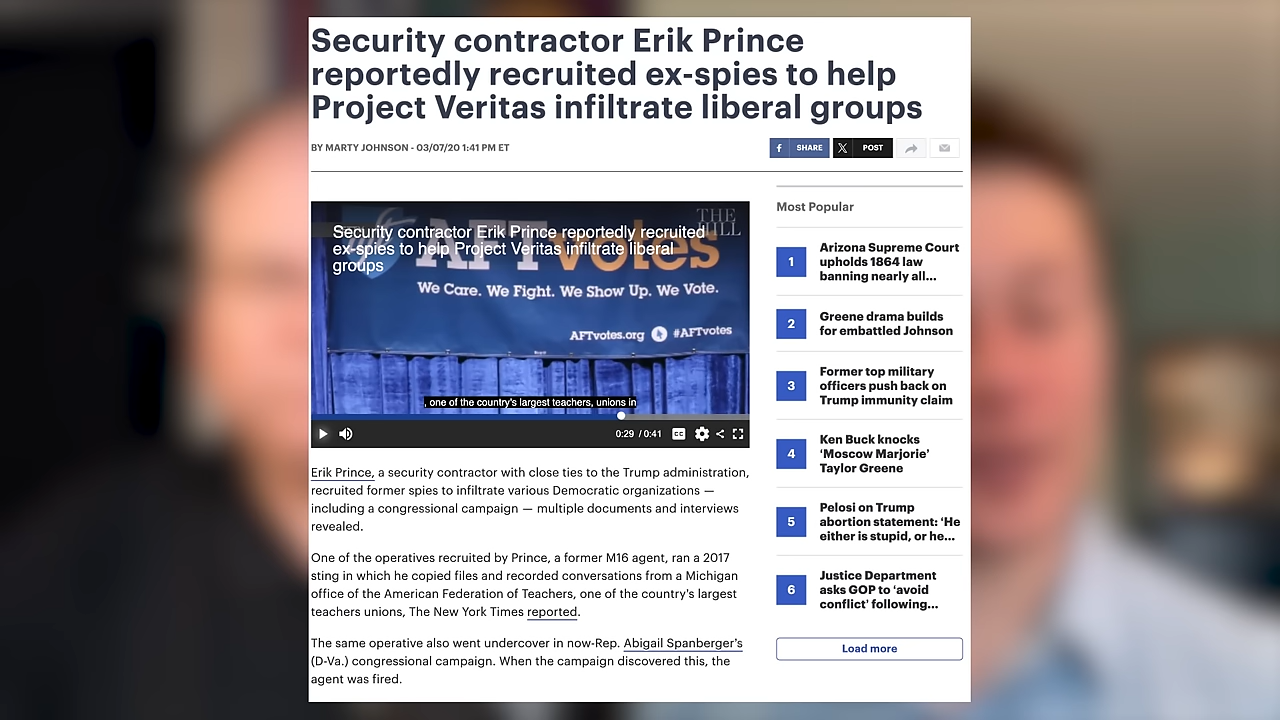 Security contractor Erik Prince
reportedly recruited ex-spies to help
Project Veritas infiltrate liberal groups
BY MARTY JOHNSON - 03/07/20 1:41 PM ET
SHARE
POST
THE
HILL
AFTvotes
Security contractor Erik Prince reportedly recruited
ex-spies to help Project Veritas infiltrate liberal
groups
We Care. We Fight. We Show Up. We Vote.
AFTvotes.org #AFTvotes
, one of the country's largest teachers, unions in
0:29 / 0:41
CC
Erik Prince, a security contractor with close ties to the Trump administration,
recruited former spies to infiltrate various Democratic organizations —
including a congressional campaign — multiple documents and interviews
revealed.
One of the operatives recruited by Prince, a former M16 agent, ran a 2017
sting in which he copied files and recorded conversations from a Michigan
office of the American Federation of Teachers, one of the country's largest
teachers unions, The New York Times reported.
The same operative also went undercover in now-Rep. Abigail Spanberger's
(D-Va.) congressional campaign. When the campaign discovered this, the
agent was fired.
Most Popular
1
Arizona Supreme Court
upholds 1864 law
banning nearly all...
2
Greene drama builds
for embattled Johnson
3
Former top military
officers push back on
Trump immunity claim
4
Ken Buck knocks
‘Moscow Marjorie’
Taylor Greene
5
Pelosi on Trump
abortion statement: ‘He
either is stupid, or he...
6
Justice Department
asks GOP to ‘avoid
conflict’ following...
Load more